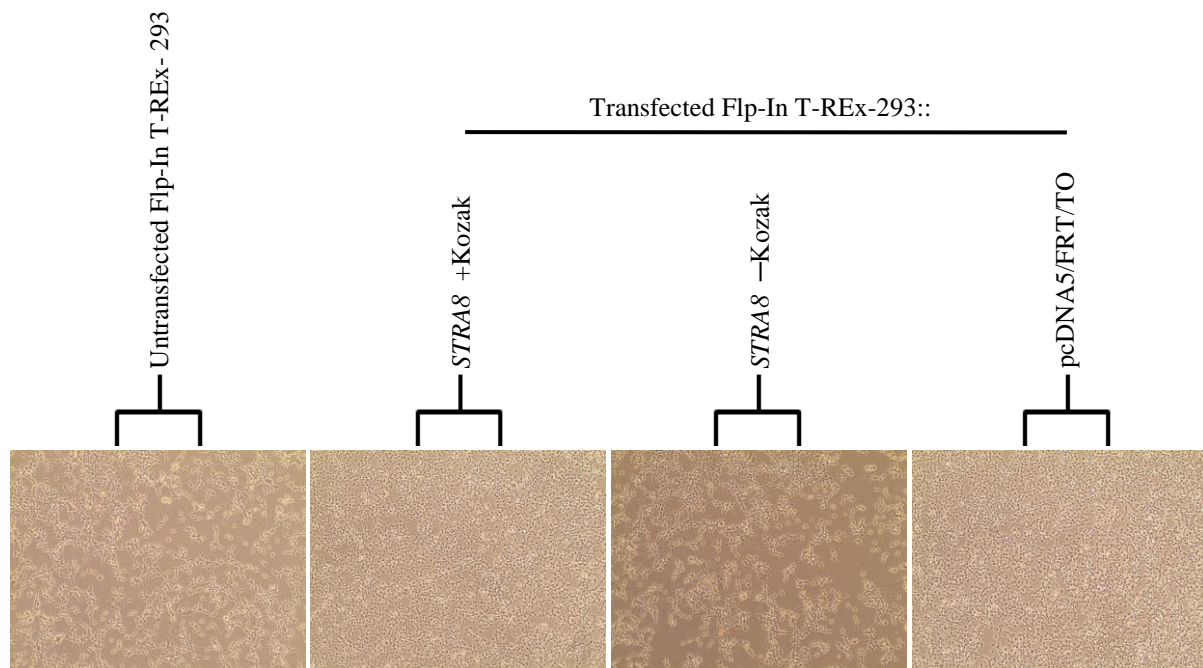 Untransfected Flp-In T-REx- 293
Transfected Flp-In T-REx-293::
STRA8 +Kozak
STRA8 −Kozak
pcDNA5/FRT/TO